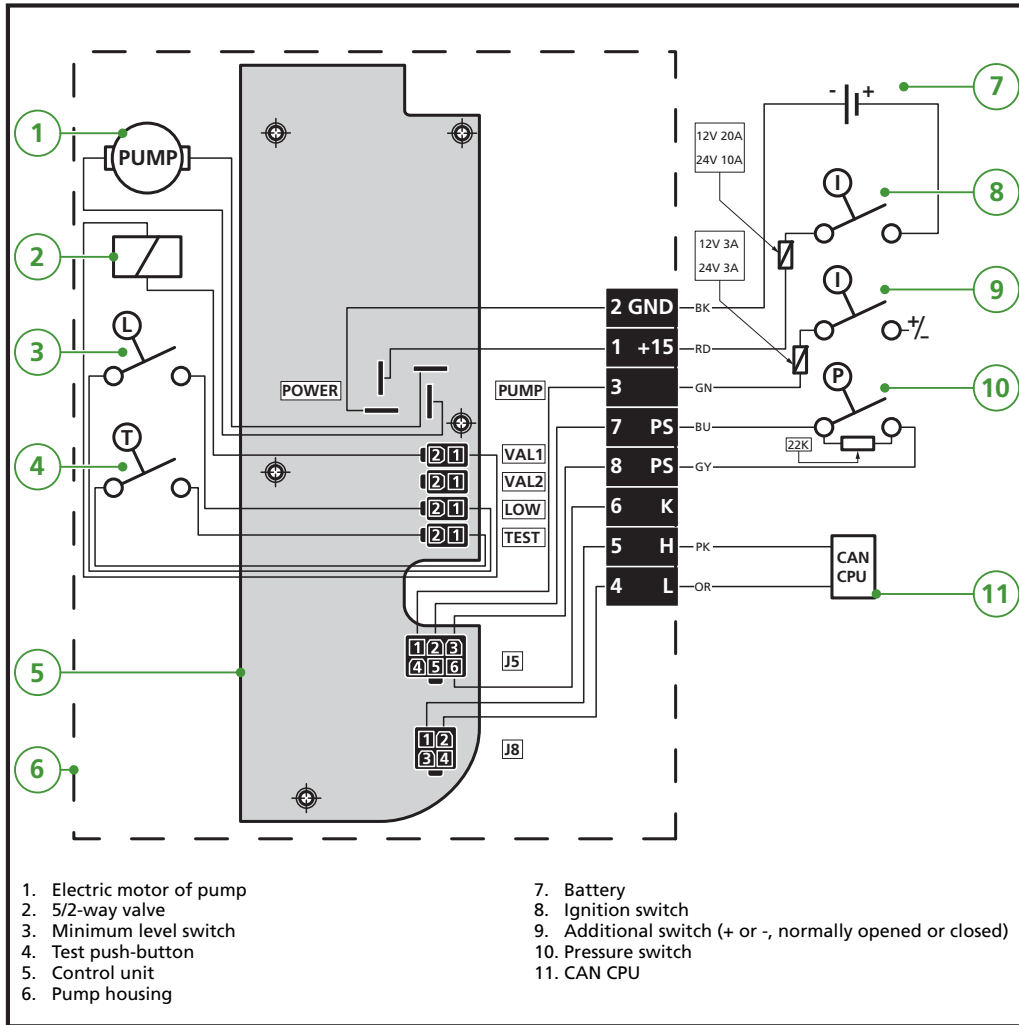 1
PUMP
7
- +
12V 20A
24V 10A
I
8
2
12V 3A
24V 3A
I
9
+/-
L
3
2 GND
BK
1 +15
RD
POWER
PUMP
3
GN
P
10
7 PS
BU
22K
T
4
2 1
VAL1
8 PS
GY
2 1
VAL2
2 1
LOW
6 K
2 1
TEST
5 H
PK
CAN
CPU
4 L
OR
11
1 2 3
4 5 6
J5
5
1 2
3 4
J8
6
1. Electric motor of pump
2. 5/2-way valve
3. Minimum level switch
4. Test push-button
5. Control unit
6. Pump housing
7. Battery
8. Ignition switch
9. Additional switch (+ or -, normally opened or closed)
10. Pressure switch
11. CAN CPU